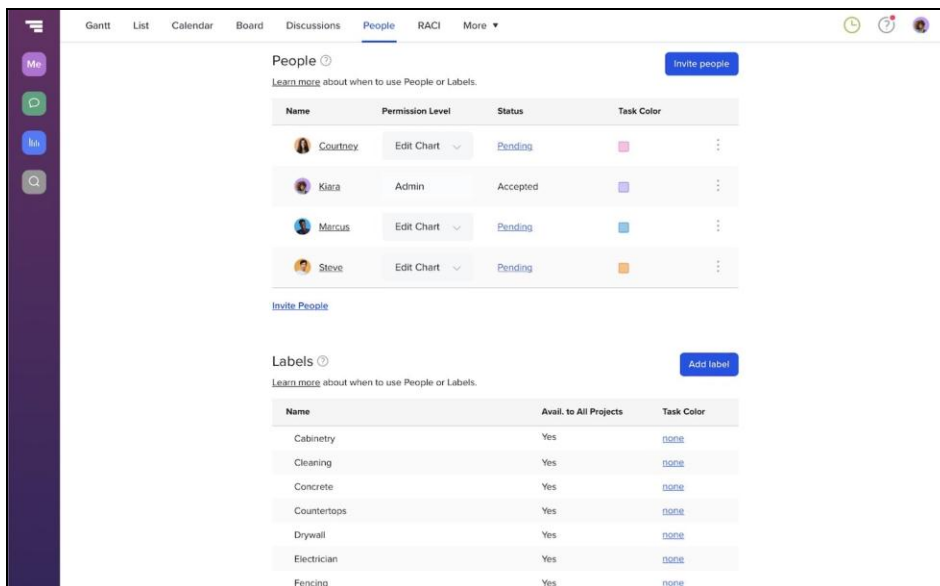 Gantt List Calendar Board Discussions People RACI More ▼
Me
People ?
Invite people
Learn more about when to use People or Labels.
Name Permission Level Status Task Color
Courtney Edit Chart Pending
Kiara Admin Accepted
Marcus Edit Chart Pending
Steve Edit Chart Pending
Invite People
Labels ?
Add label
Learn more about when to use People or Labels.
Name Avail. to All Projects Task Color
Cabinetry Yes none
Cleaning Yes none
Concrete Yes none
Countertops Yes none
Drywall Yes none
Electrician Yes none
Fencing Yes none